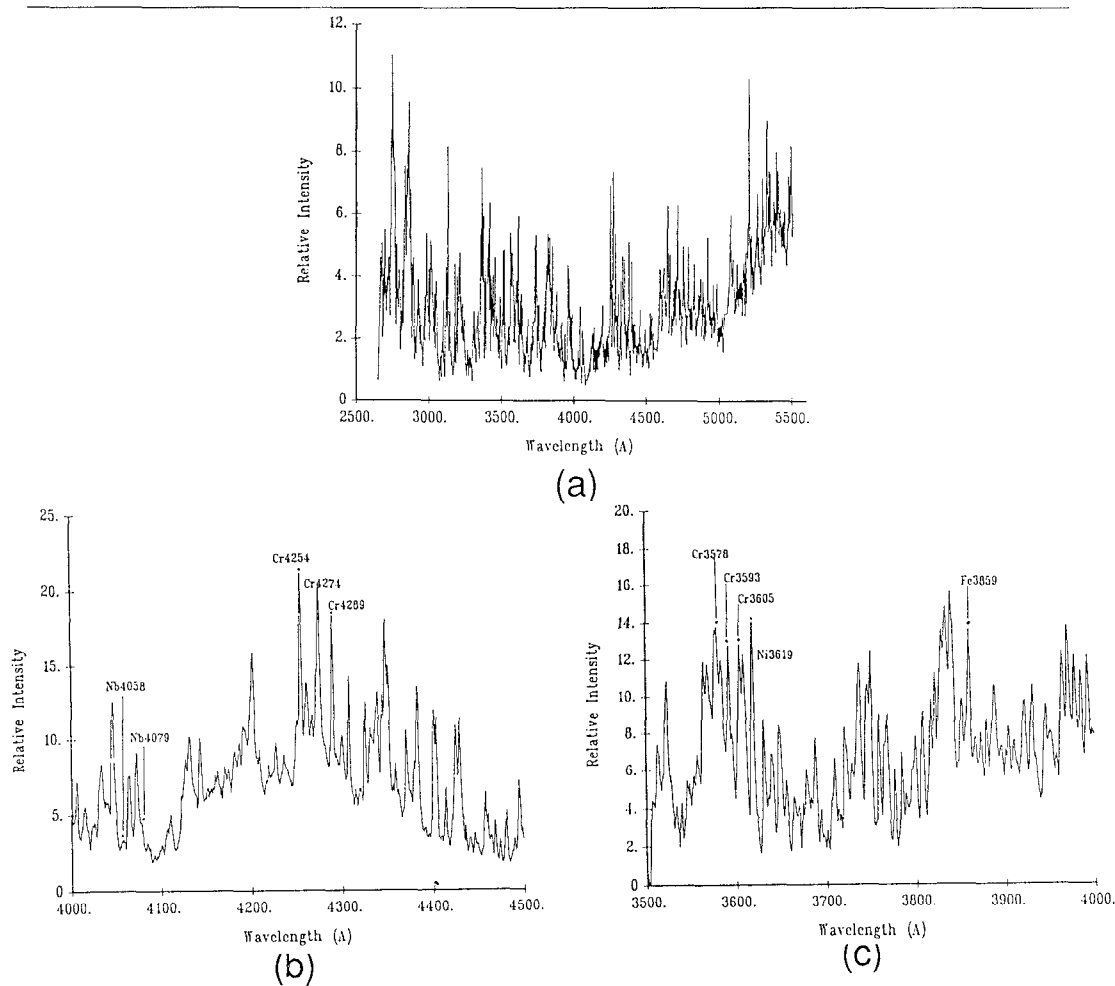 12.
10.
8.
6.
4.
2.
0
Relative Intensity
2500. 3000. 3500. 4000. 4500. 5000. 5500.
Wavelength (A)
(a)
25.
20.
15.
10.
5.
0
Relative Intensity
Cr4254
Cr4274
Cr4289
Nb4058
Nb4079
4000. 4100. 4200. 4300. 4400. 4500.
Wavelength (A)
(b)
20.
18.
16.
14.
12.
10.
8.
6.
4.
2.
0
Relative Intensity
Cr3578
Cr3593
Cr3605
Ni3619
Fe3859
3500. 3600. 3700. 3800. 3900. 4000.
Wavelength (A)
(c)